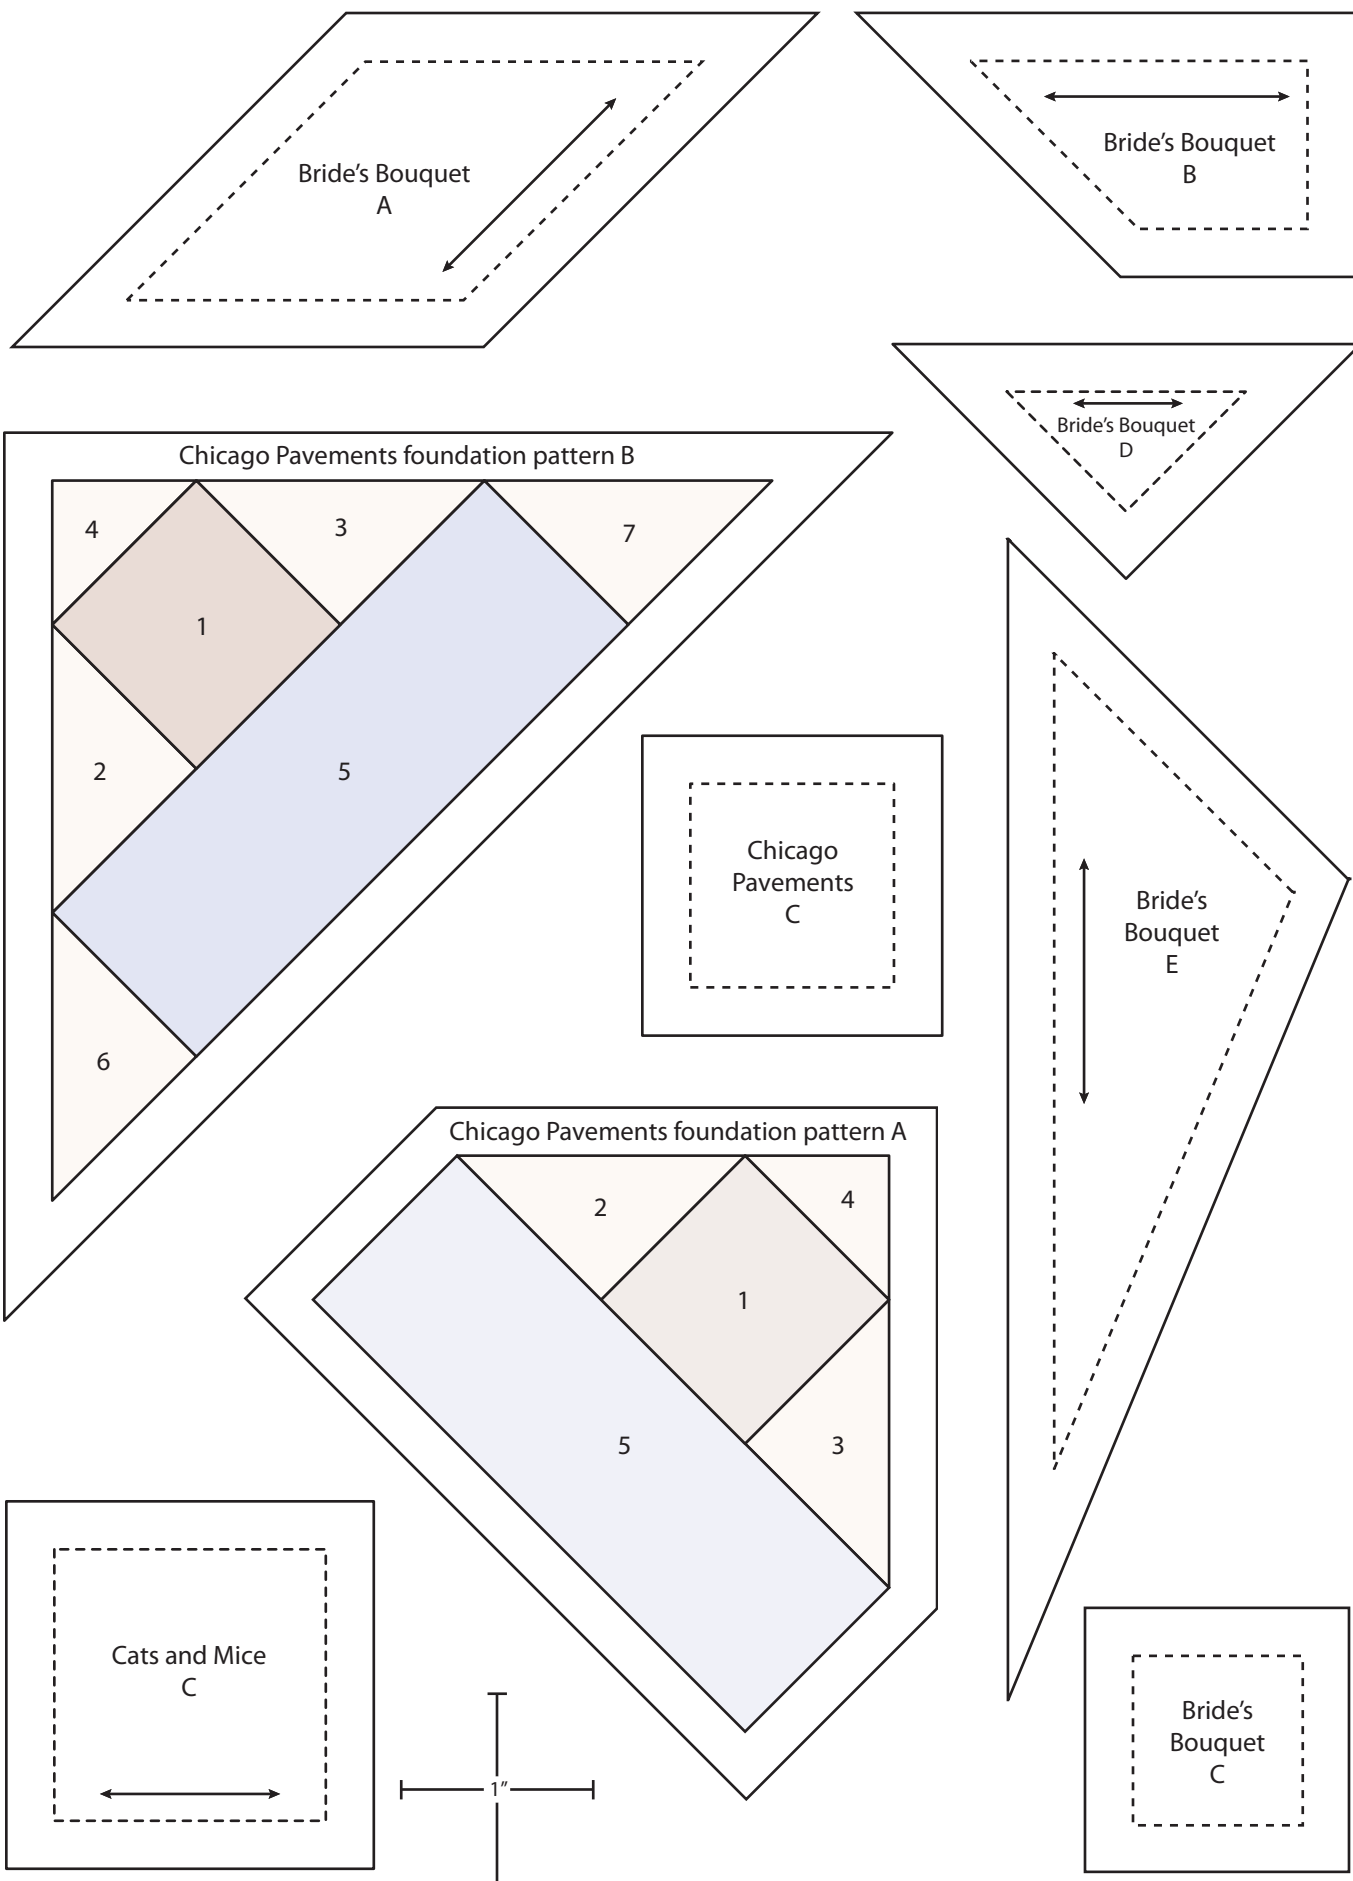 Bride’s Bouquet
A
Bride’s Bouquet
B
Bride’s Bouquet
D
Chicago Pavements foundation pattern B
4
3
7
1
2
5
6
Chicago
Pavements
C
Bride’s
Bouquet
E
Chicago Pavements foundation pattern A
2
4
1
5
3
Cats and Mice
C
1”
Bride’s
Bouquet
C